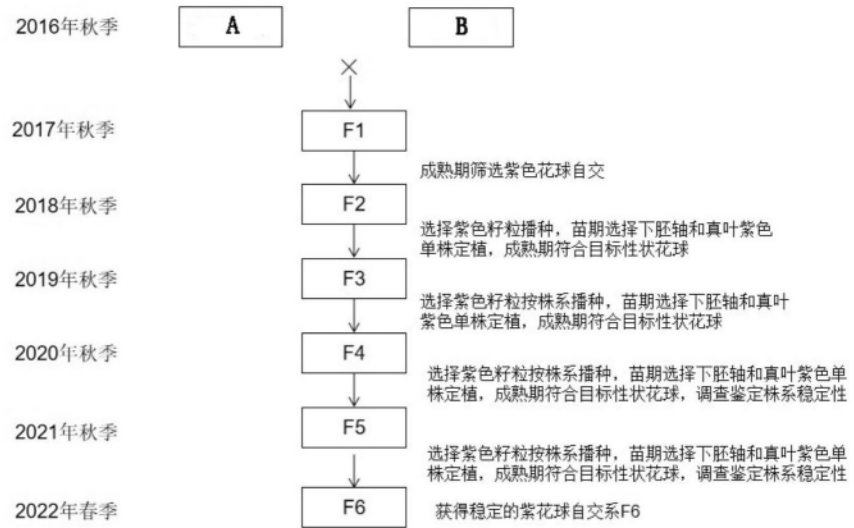 2016年秋季 A B
×
2017年秋季 F1
成熟期筛选紫色花球自交
2018年秋季 F2
选择紫色籽粒播种，苗期选择下胚轴和真叶紫色
单株定植，成熟期符合目标性状花球
2019年秋季 F3
选择紫色籽粒按株系播种，苗期选择下胚轴和真叶
紫色单株定植，成熟期符合目标性状花球
2020年秋季 F4
选择紫色籽粒按株系播种，苗期选择下胚轴和真叶紫色单
株定植，成熟期符合目标性状花球，调查鉴定株系稳定性
2021年秋季 F5
选择紫色籽粒按株系播种，苗期选择下胚轴和真叶紫色单
株定植，成熟期符合目标性状花球，调查鉴定株系稳定性
2022年春季 F6 获得稳定的紫花球自交系F6